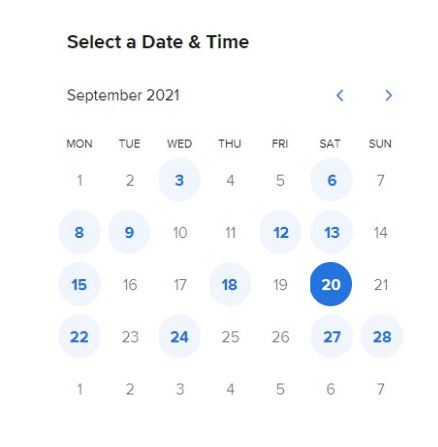 Select a Date & Time
September 2021
MON TUE WED THU FRI SAT SUN
1 2 3 4 5 6 7
8 9 10 11 12 13 14
15 16 17 18 19 20 21
22 23 24 25 26 27 28
1 2 3 4 5 6 7